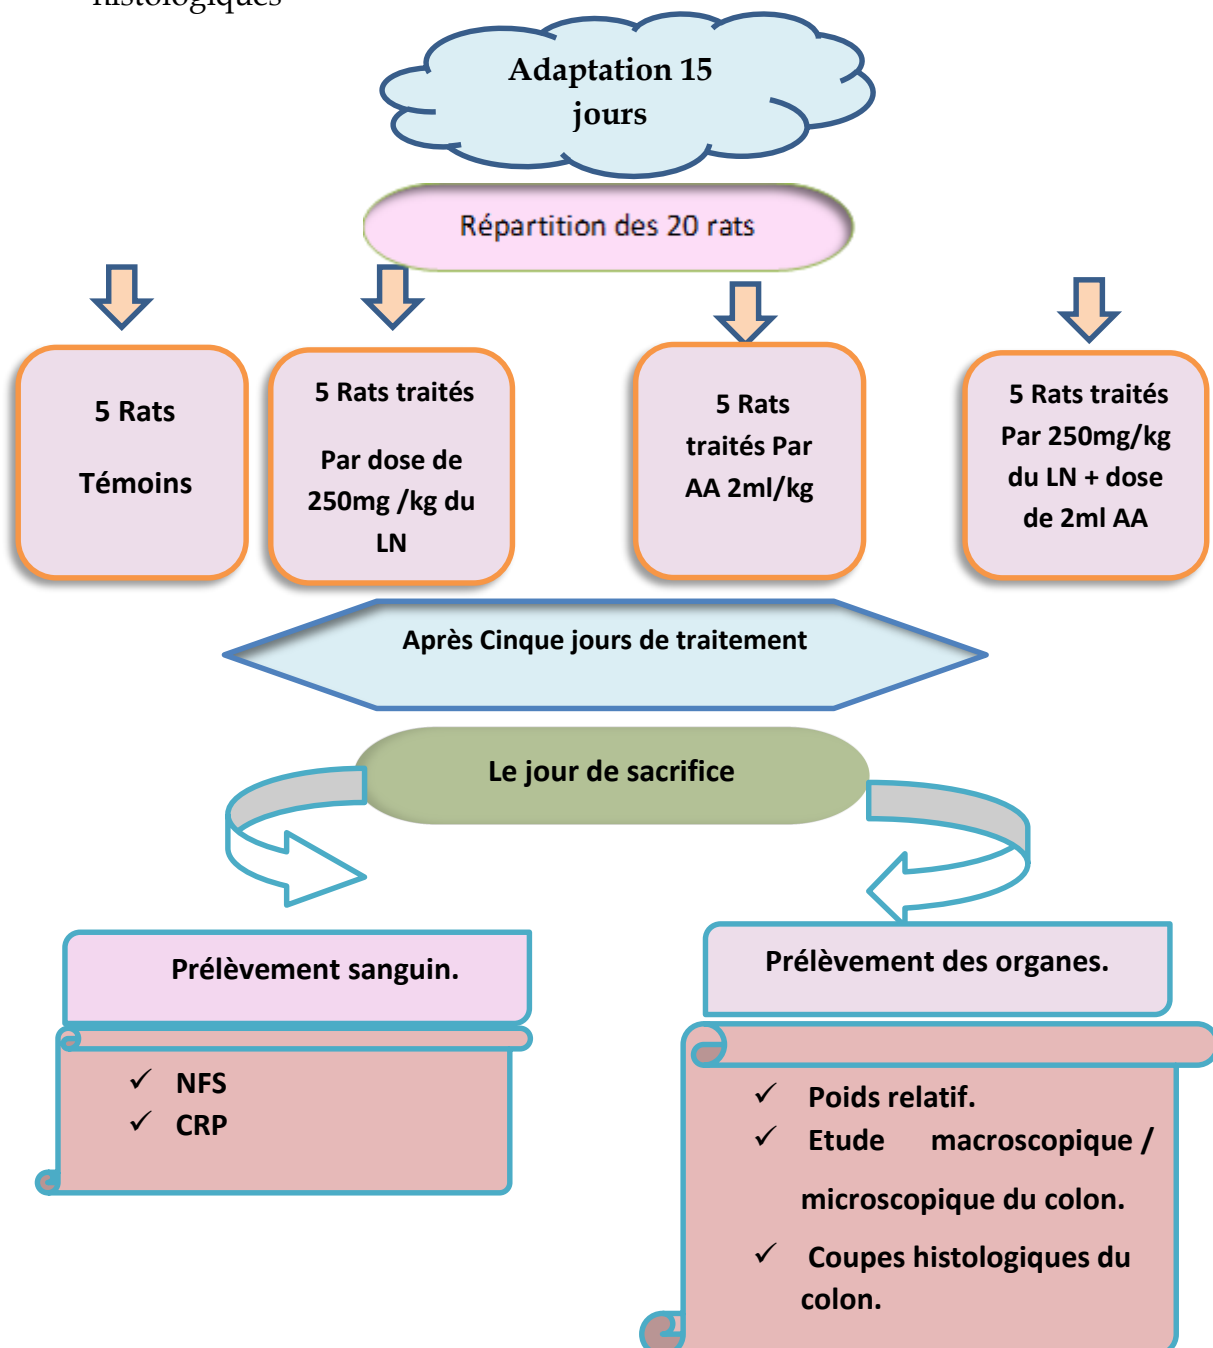 histologiques
Adaptation 15
jours
Répartition des 20 rats
5 Rats
Témoins
5 Rats traités
Par dose de
250mg /kg du
LN
5 Rats
traités Par
AA 2ml/kg
5 Rats traités
Par 250mg/kg
du LN + dose
de 2ml AA
Après Cinque jours de traitement
Le jour de sacrifice
Prélèvement sanguin.
✓ NFS
✓ CRP
Prélèvement des organes.
✓ Poids relatif.
✓ Etude macroscopique /
microscopique du colon.
✓ Coupes histologiques du
colon.